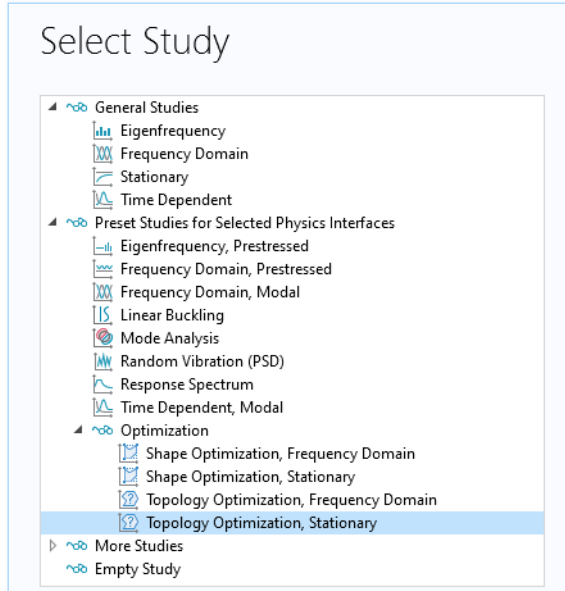 Select Study
General Studies
Eigenfrequency
Frequency Domain
Stationary
Time Dependent
Preset Studies for Selected Physics Interfaces
Eigenfrequency, Prestressed
Frequency Domain, Prestressed
Frequency Domain, Modal
Linear Buckling
Mode Analysis
Random Vibration (PSD)
Response Spectrum
Time Dependent, Modal
Optimization
Shape Optimization, Frequency Domain
Shape Optimization, Stationary
Topology Optimization, Frequency Domain
Topology Optimization, Stationary
More Studies
Empty Study